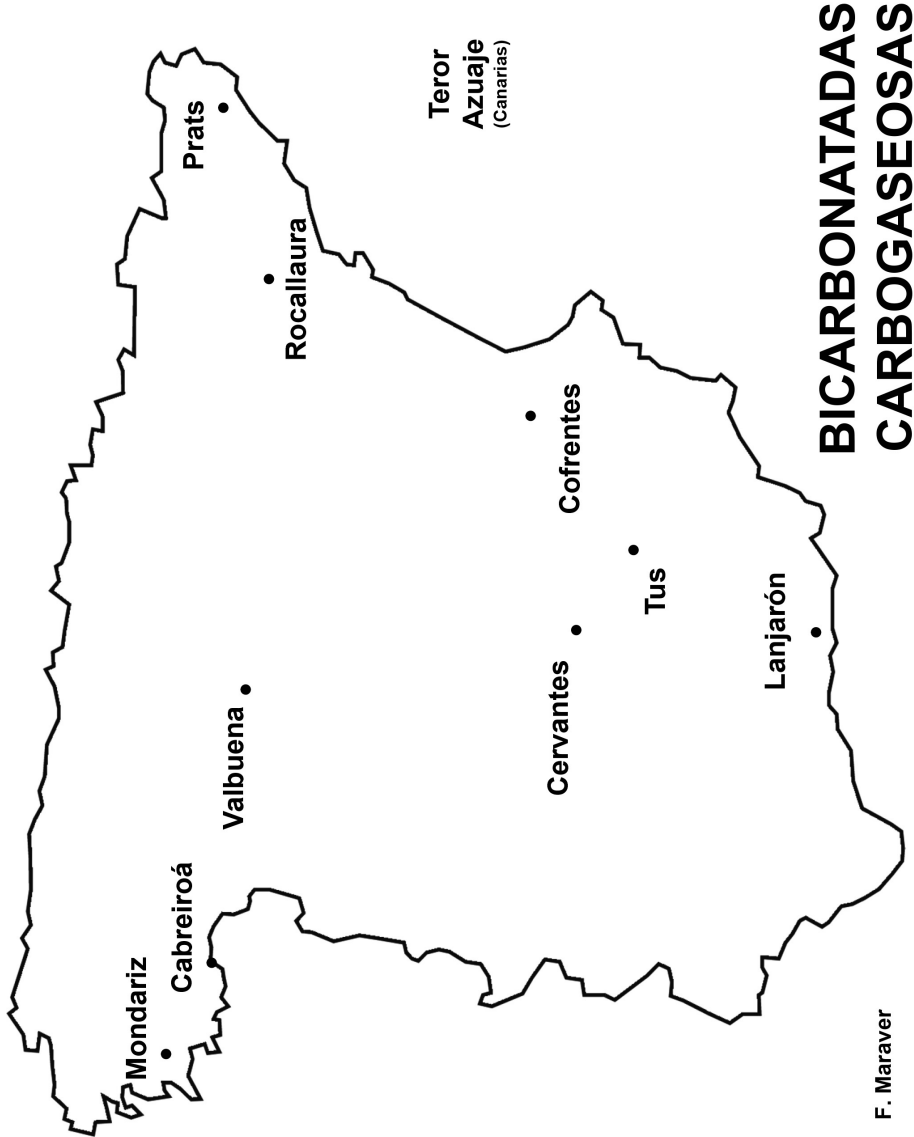 Mondariz
Cabreiroá
Valbuena
Rocallaura
Prats
Teror
Azuaje
(Canarias)
Cervantes
Tus
Cofrentes
Lanjarón
F. Maraver
BICARBONATADAS
CARBOGASEOSAS